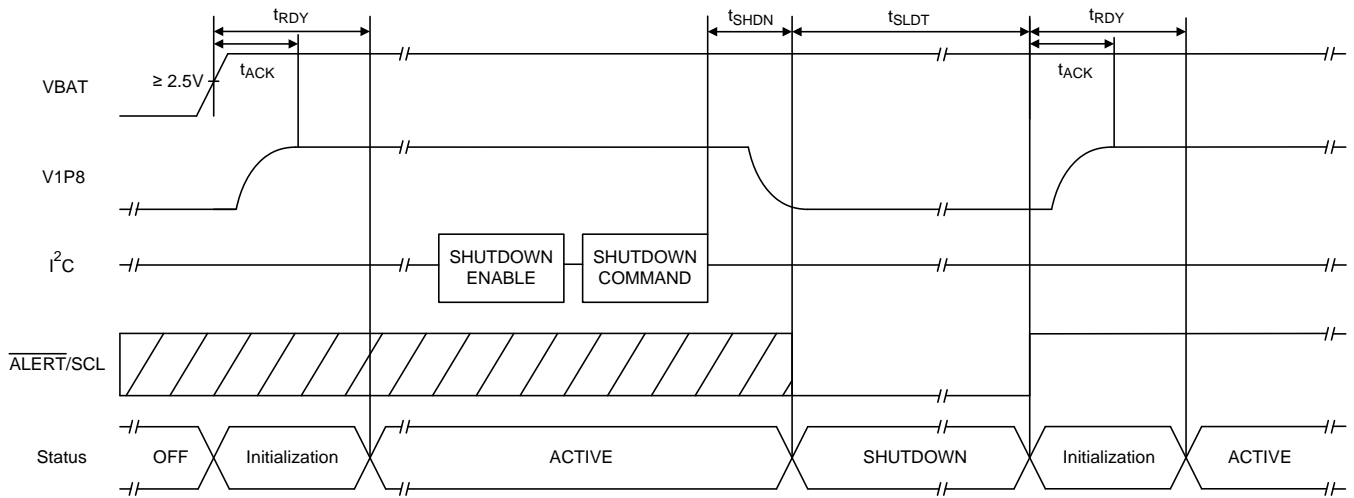 tRDY
tSHDN
tSLDT
tRDY
tACK
tACK
≥ 2.5V
VBAT
V1P8
I2C
SHUTDOWN
ENABLE
SHUTDOWN
COMMAND
ALERT/SCL
Status
OFF
Initialization
ACTIVE
SHUTDOWN
Initialization
ACTIVE